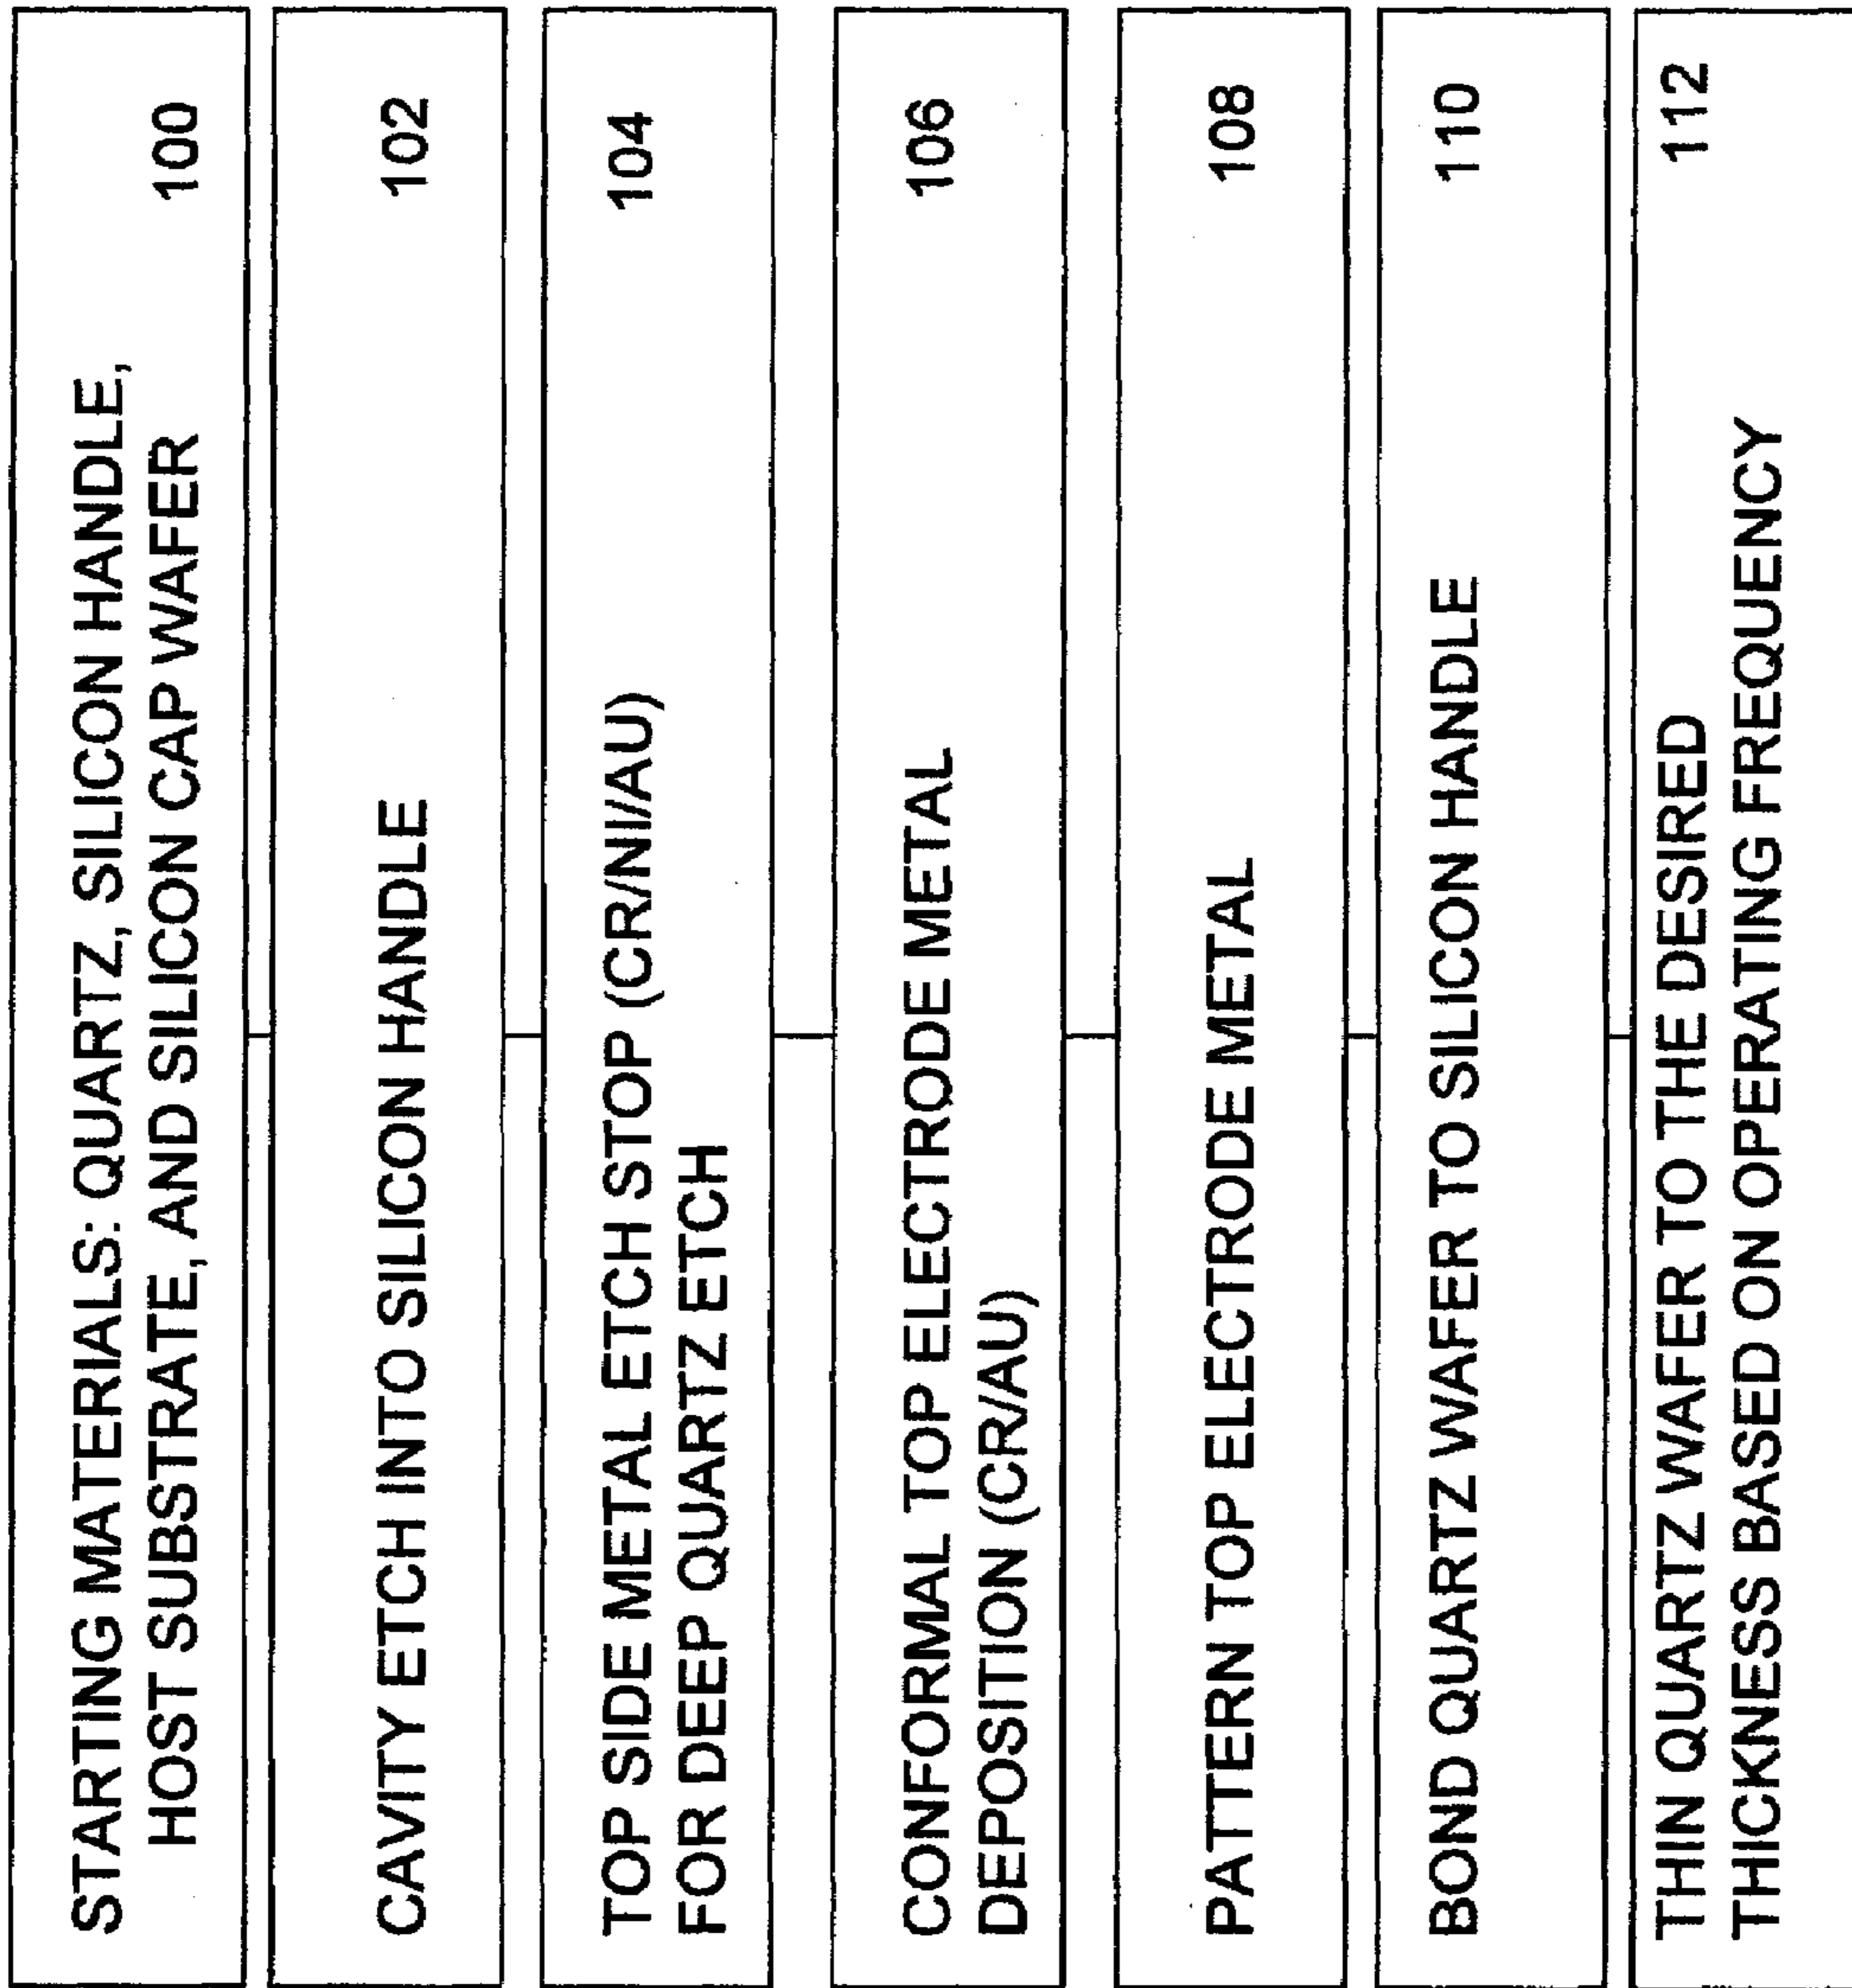 STARTING MATERIALS: QUARTZ, SILICON HANDLE,
HOST SUBSTRATE, AND SILICON CAP WAFER
100
CAVITY ETCH INTO SILICON HANDLE
102
TOP SIDE METAL ETCH STOP (CR/NI/AU)
FOR DEEP QUARTZ ETCH
104
CONFORMAL TOP ELECTRODE METAL
DEPOSITION (CR/AU)
106
PATTERN TOP ELECTRODE METAL
108
BOND QUARTZ WAFER TO SILICON HANDLE
110
THIN QUARTZ WAFER TO THE DESIRED
THICKNESS BASED ON OPERATING FREQUENCY
112